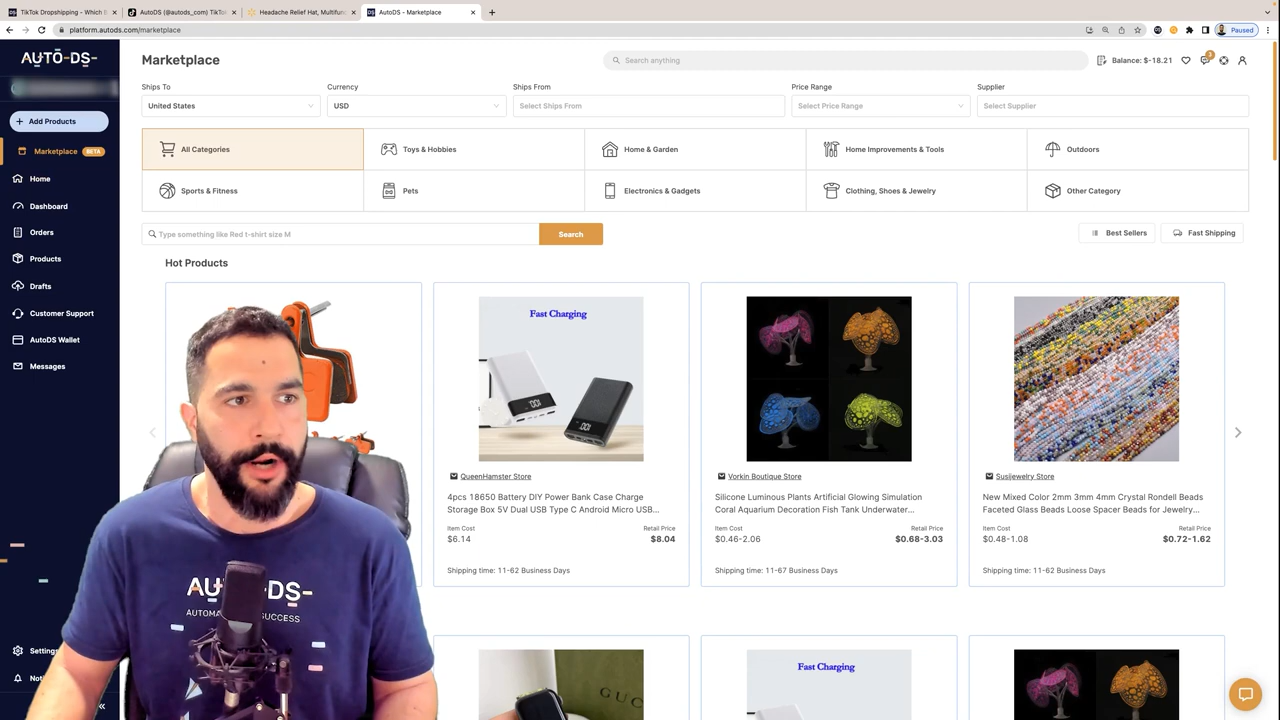 TikTok Dropshipping - Which E
AutoDS (@autods_com) TikTok
Headache Relief Hat, Multifunc
AutoDS - Marketplace
platform.autods.com/marketplace
Paused
AUTO-DS-
Marketplace
Search anything
Balance: $-18.21
3
Ships To
Currency
Ships From
Price Range
Supplier
United States
USD
Select Ships From
Select Price Range
Select Supplier
+ Add Products
Marketplace BETA
Home
Dashboard
Orders
Products
Drafts
Customer Support
AutoDS Wallet
Messages
Settings
All Categories
Toys & Hobbies
Home & Garden
Home Improvements & Tools
Outdoors
Sports & Fitness
Pets
Electronics & Gadgets
Clothing, Shoes & Jewelry
Other Category
Type something like Red t-shirt size M
Search
Best Sellers
Fast Shipping
Hot Products
Fast Charging
QueenHamster Store
4pcs 18650 Battery DIY Power Bank Case Charge
Storage Box 5V Dual USB Type C Android Micro USB...
Item Cost
Retail Price
$6.14
$8.04
Shipping time: 11-62 Business Days
Vorkin Boutique Store
Silicone Luminous Plants Artificial Glowing Simulation
Coral Aquarium Decoration Fish Tank Underwater...
Item Cost
Retail Price
$0.46-2.06
$0.68-3.03
Shipping time: 11-67 Business Days
Susijewelry Store
New Mixed Color 2mm 3mm 4mm Crystal Rondell Beads
Faceted Glass Beads Loose Spacer Beads for Jewelry...
Item Cost
Retail Price
$0.48-1.08
$0.72-1.62
Shipping time: 11-62 Business Days
AUTO-DS-
Fast Charging
GUC